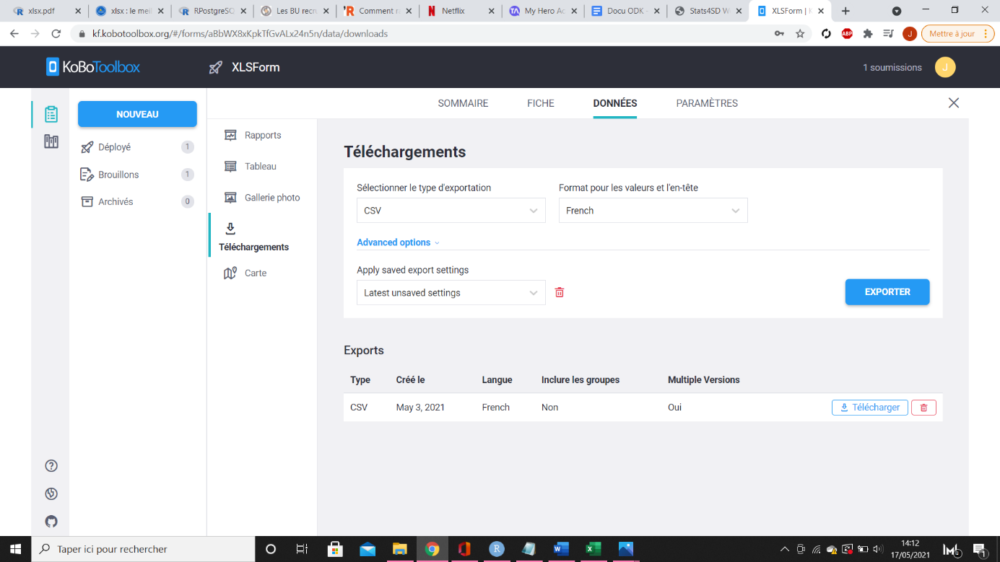 xlsx.pdf
xlsx : le meil
RPostgreSQ
Les BU recru
Comment r
Netflix
My Hero Ac
Docu ODK -
Stats4SD W
XLSForm | K
kf.kobotoolbox.org/#/forms/aBbWX8xKpkTfGvALx24n5n/data/downloads
ABP
J
Mettre à jour
KoBoToolbox
XLSForm
1 soumissions
J
NOUVEAU
Déployé 1
Brouillons 1
Archivés 0
SOMMAIRE
FICHE
DONNÉES
PARAMÈTRES
Rapports
Tableau
Gallerie photo
Téléchargements
Carte
Téléchargements
Sélectionner le type d'exportation
Format pour les valeurs et l'en-tête
CSV
French
Advanced options
Apply saved export settings
Latest unsaved settings
EXPORTER
Exports
Type Créé le Langue Inclure les groupes Multiple Versions
CSV May 3, 2021 French Non Oui Télécharger
Taper ici pour rechercher
14:12
17/05/2021
1